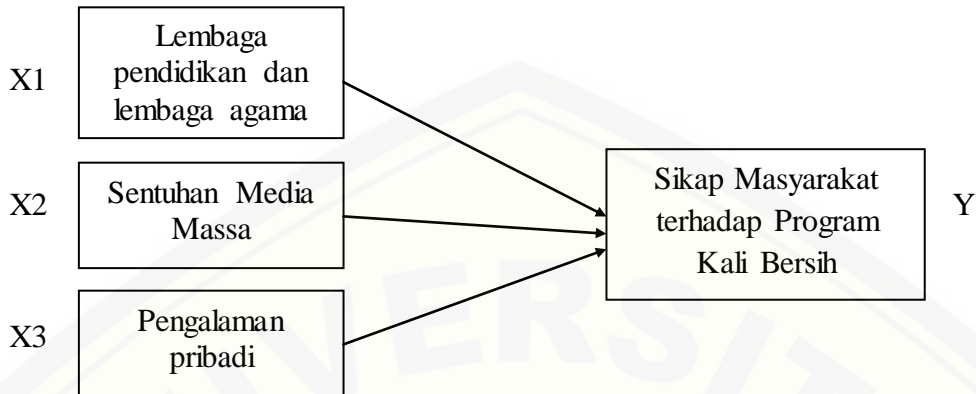 X1
Lembaga
pendidikan dan
lembaga agama
X2
Sentuhan Media
Massa
X3
Pengalaman
pribadi
Sikap Masyarakat
terhadap Program
Kali Bersih
Y